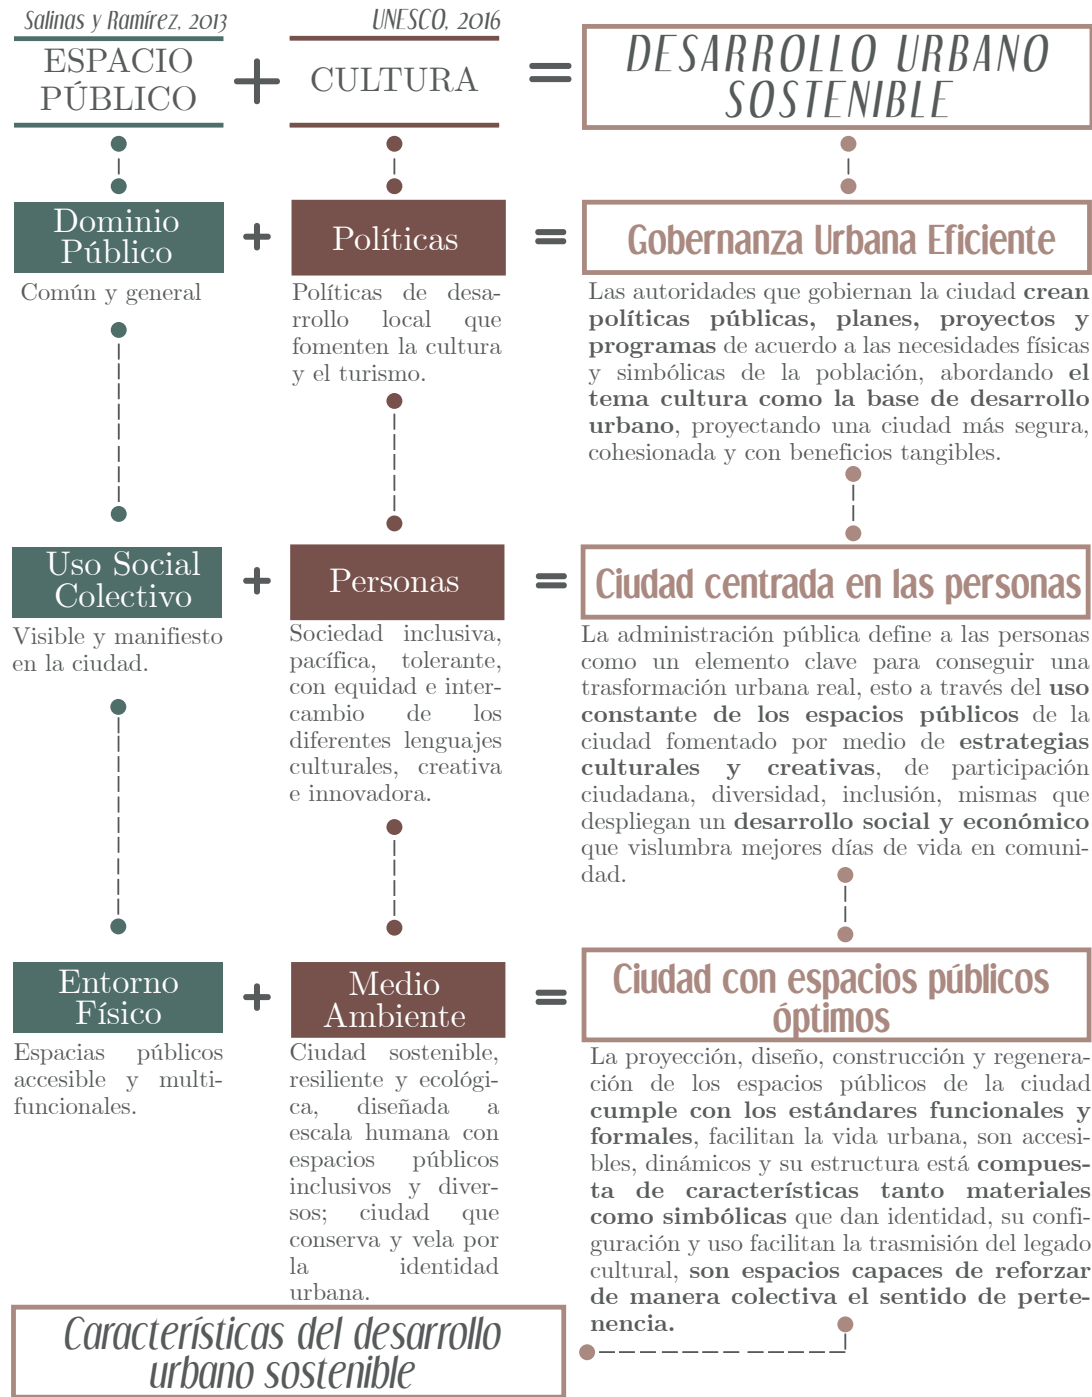 Salinas y Ramírez, 2013
UNESCO, 2016
ESPACIO
PÚBLICO
+
CULTURA
=
DESARROLLO URBANO
SOSTENIBLE
Dominio
Público
+
Políticas
=
Gobernanza Urbana Eficiente
Común y general
Políticas de desa-
rrollo local que
fomenten la cultura
y el turismo.
Las autoridades que gobiernan la ciudad crean
políticas públicas, planes, proyectos y
programas de acuerdo a las necesidades físicas
y simbólicas de la población, abordando el
tema cultura como la base de desarrollo
urbano, proyectando una ciudad más segura,
cohesionada y con beneficios tangibles.
Uso Social
Colectivo
+
Personas
=
Ciudad centrada en las personas
Visible y manifiesto
en la ciudad.
Sociedad inclusiva,
pacífica, tolerante,
con equidad e inter-
cambio de los
diferentes lenguajes
culturales, creativa
e innovadora.
La administración pública define a las personas
como un elemento clave para conseguir una
trasformación urbana real, esto a través del uso
constante de los espacios públicos de la
ciudad fomentado por medio de estrategias
culturales y creativas, de participación
ciudadana, diversidad, inclusión, mismas que
despliegan un desarrollo social y económico
que vislumbra mejores días de vida en comuni-
dad.
Entorno
Físico
+
Medio
Ambiente
=
Ciudad con espacios públicos
óptimos
Espacias públicos
accesible y multi-
funcionales.
Ciudad sostenible,
resiliente y ecológi-
ca, diseñada a
escala humana con
espacios públicos
inclusivos y diver-
sos; ciudad que
conserva y vela por
la identidad
urbana.
La proyección, diseño, construcción y regenera-
ción de los espacios públicos de la ciudad
cumple con los estándares funcionales y
formales, facilitan la vida urbana, son accesi-
bles, dinámicos y su estructura está compues-
ta de características tanto materiales
como simbólicas que dan identidad, su confi-
guración y uso facilitan la trasmisión del legado
cultural, son espacios capaces de reforzar
de manera colectiva el sentido de perte-
nencia.
Características del desarrollo
urbano sostenible